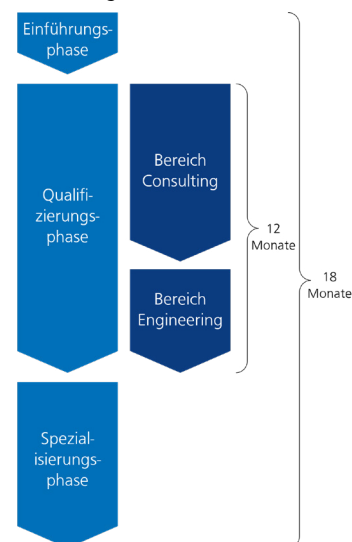 Einführungs-
phase
Qualifi-
zierungs-
phase
Bereich
Consulting
Bereich
Engineering
12
Monate
18
Monate
Spezial-
isierungs-
phase